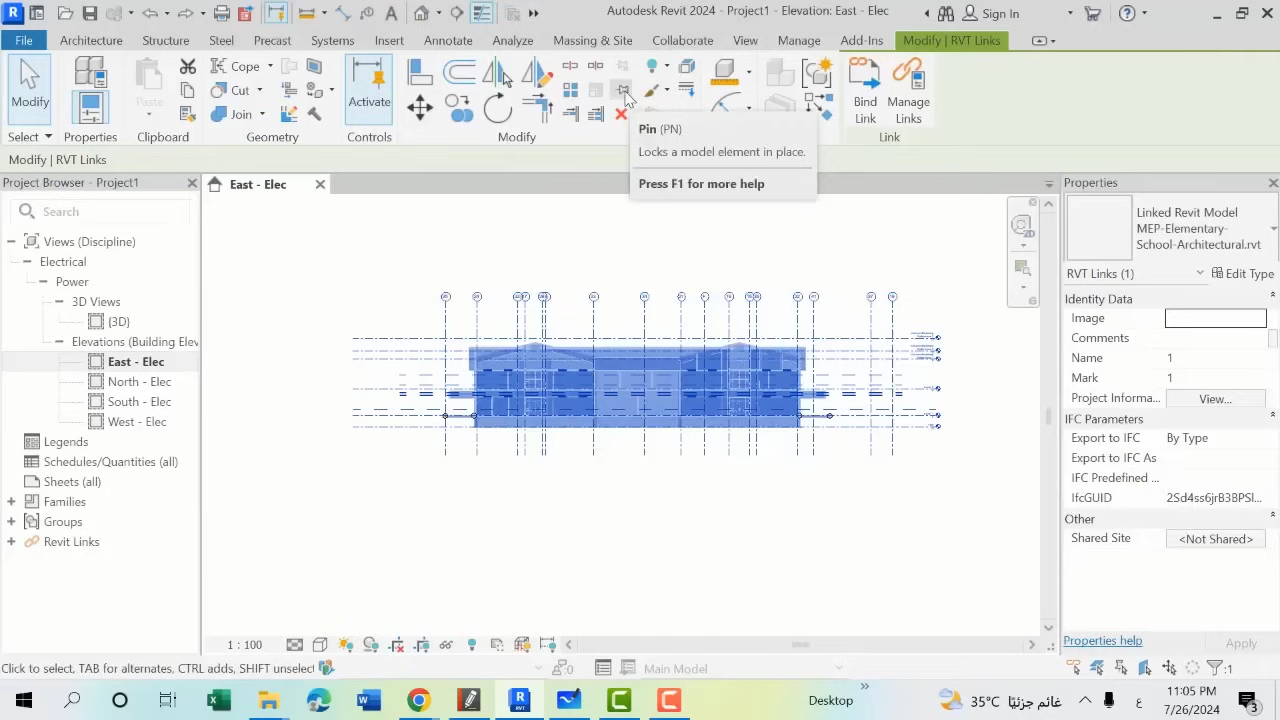 R
RVT
Autodesk Revit 2024 - Project1 - Elevation: East - Elec
Sign In
File
Architecture
Structure
Steel
Precast
Systems
Insert
Annotate
Analyze
Massing & Site
Collaborate
View
Manage
Add-Ins
Modify | RVT Links
Modify
Select
Properties
Paste
Clipboard
Cope
Cut
Join
Geometry
Activate
Controls
Modify
Bind
Link
Manage
Links
Link
Pin (PN)
Locks a model element in place.
Press F1 for more help
Modify | RVT Links
Project Browser - Project1
Search
Views (Discipline)
Electrical
Power
3D Views
(3D)
Elevations (Building Elev
East - Elec
North - Elec
South - Elec
West - Elec
Legends
Schedules/Quantities (all)
Sheets (all)
Families
Groups
Revit Links
East - Elec
2D
1 : 100
Properties
Linked Revit Model
MEP-Elementary-
School-Architectural.rvt
RVT Links (1)
Edit Type
Identity Data
Image
Comments
Name 1
Mark 1
Project Informa... View...
IFC Parameters
Export to IFC By Type
Export to IFC As
IFC Predefined ...
IfcGUID 2Sd4ss6jrB3BPSl...
Other
Shared Site <Not Shared>
Properties help
Apply
Click to select, TAB for alternates, CTRL adds, SHIFT unselect
:0
Main Model
:1
Desktop
35°C غائم جزئيًا
ع
11:05 PM
7/26/2024
3